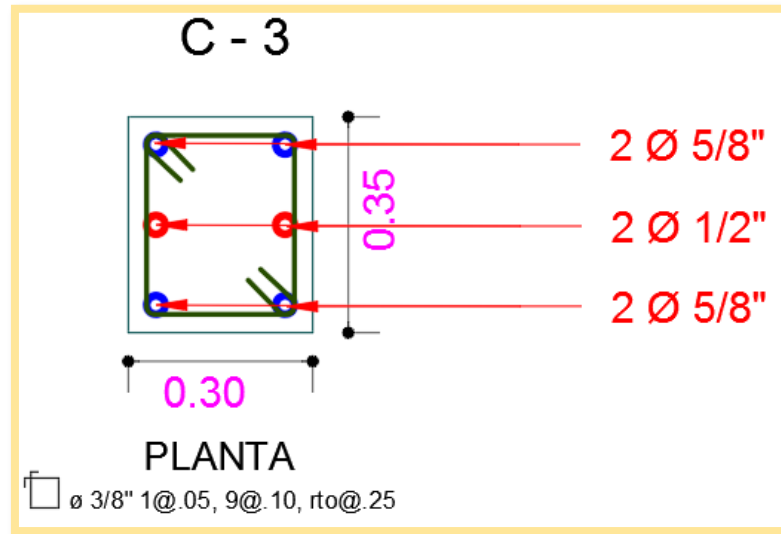 C - 3
2 Ø 5/8"
0.35
2 Ø 1/2"
2 Ø 5/8"
0.30
PLANTA
ø 3/8" 1@.05, 9@.10, rto@.25